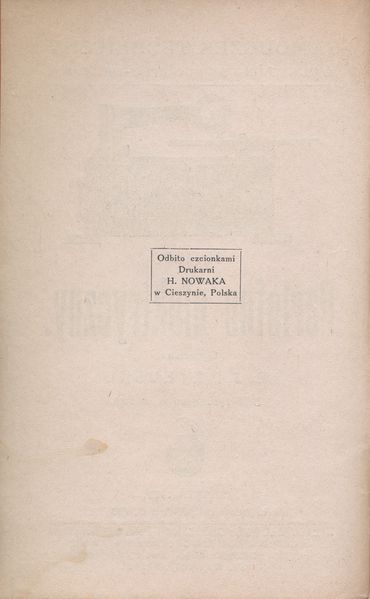 Odbito czcionkami
Drukarni
H. NOWAKA
w Cieszynie, Polska